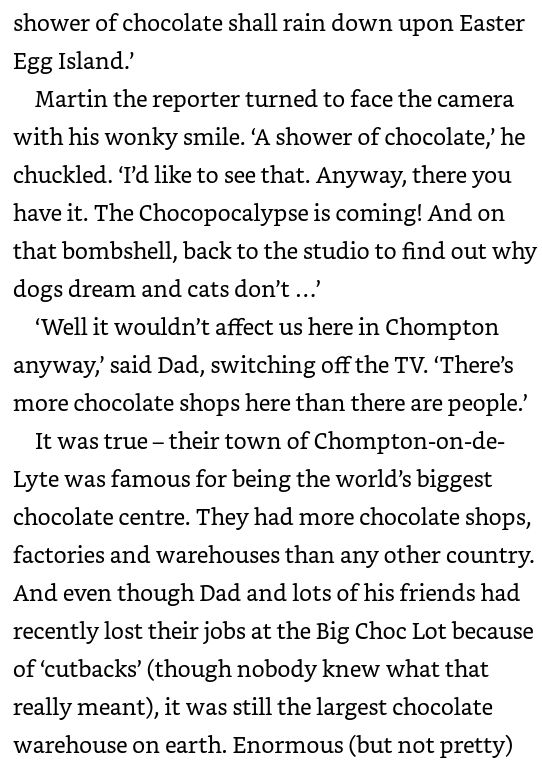 shower of chocolate shall rain down upon Easter
Egg Island.’
Martin the reporter turned to face the camera
with his wonky smile. ‘A shower of chocolate,’ he
chuckled. ‘I’d like to see that. Anyway, there you
have it. The Chocopocalypse is coming! And on
that bombshell, back to the studio to find out why
dogs dream and cats don’t …’
‘Well it wouldn’t affect us here in Chompton
anyway,’ said Dad, switching off the TV. ‘There’s
more chocolate shops here than there are people.’
It was true – their town of Chompton-on-de-
Lyte was famous for being the world’s biggest
chocolate centre. They had more chocolate shops,
factories and warehouses than any other country.
And even though Dad and lots of his friends had
recently lost their jobs at the Big Choc Lot because
of ‘cutbacks’ (though nobody knew what that
really meant), it was still the largest chocolate
warehouse on earth. Enormous (but not pretty)